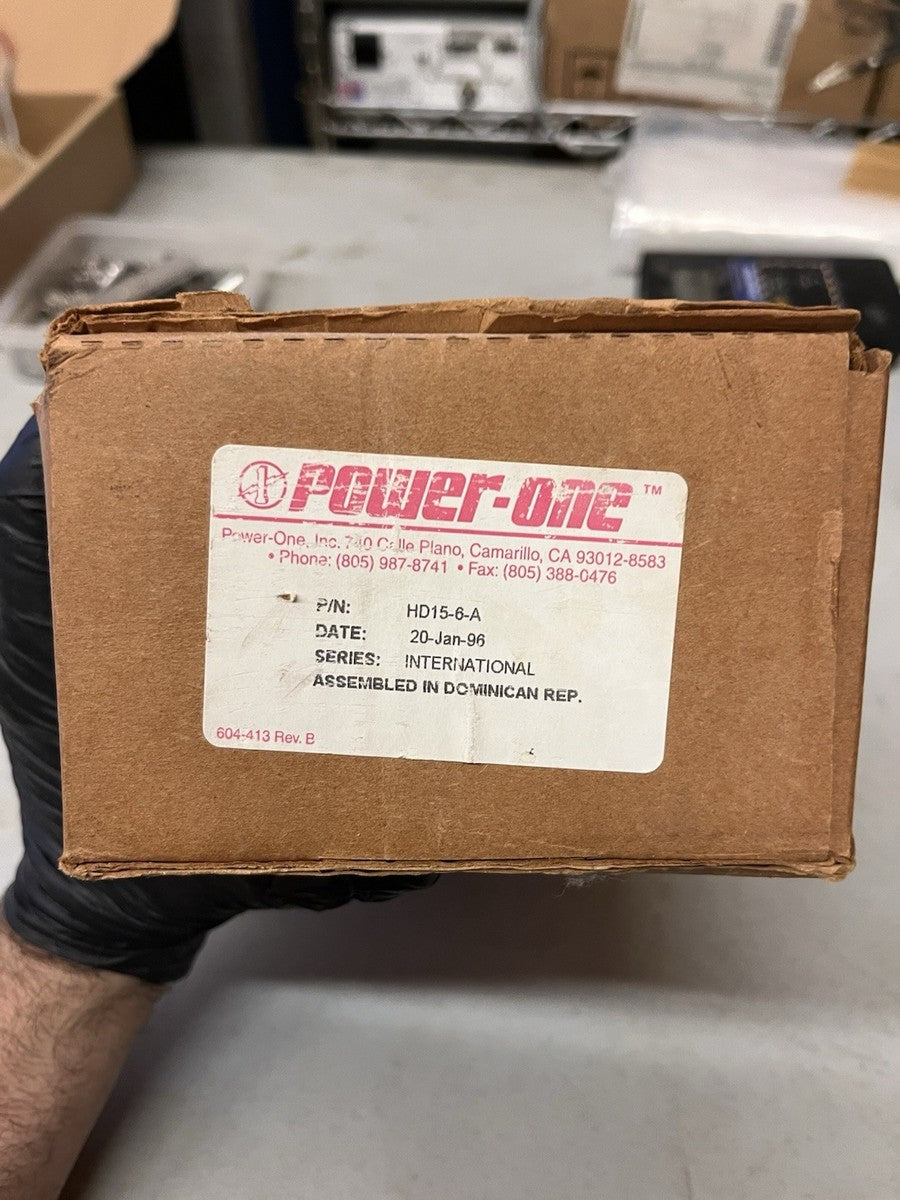 POWER-ONE ™
Power-One, Inc. 740 Calle Plano, Camarillo, CA 93012-8583
• Phone: (805) 987-8741 • Fax: (805) 388-0476
P/N: HD15-6-A
DATE: 20-Jan-96
SERIES: INTERNATIONAL
ASSEMBLED IN DOMINICAN REP.
604-413 Rev. B